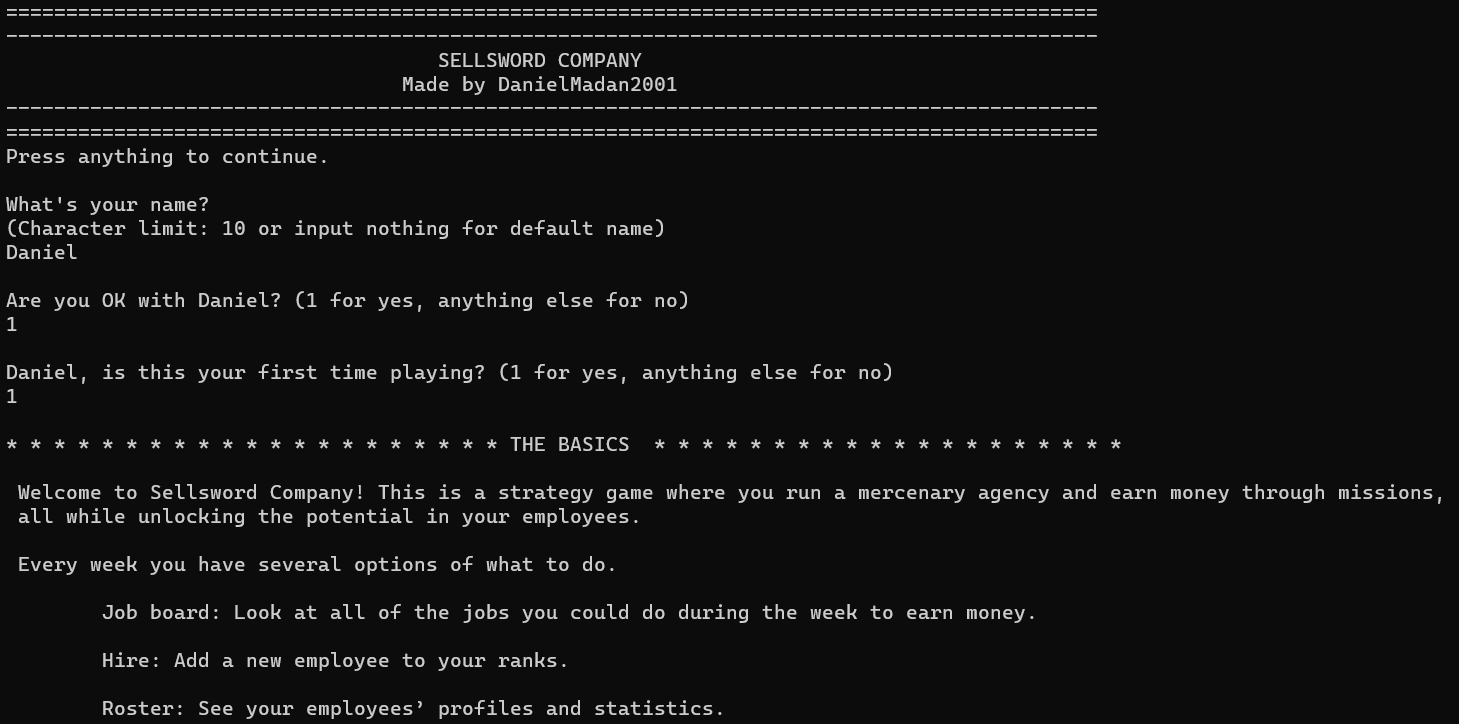 ===========================================================================================
-------------------------------------------------------------------------------------------
SELLSWORD COMPANY
Made by DanielMadan2001
-------------------------------------------------------------------------------------------
===========================================================================================
Press anything to continue.
What's your name?
(Character limit: 10 or input nothing for default name)
Daniel
Are you OK with Daniel? (1 for yes, anything else for no)
1
Daniel, is this your first time playing? (1 for yes, anything else for no)
1
* * * * * * * * * * * * * * * * * * * * * THE BASICS  * * * * * * * * * * * * * * * * * * * *
Welcome to Sellsword Company! This is a strategy game where you run a mercenary agency and earn money through missions,
all while unlocking the potential in your employees.
Every week you have several options of what to do.
Job board: Look at all of the jobs you could do during the week to earn money.
Hire: Add a new employee to your ranks.
Roster: See your employees’ profiles and statistics.